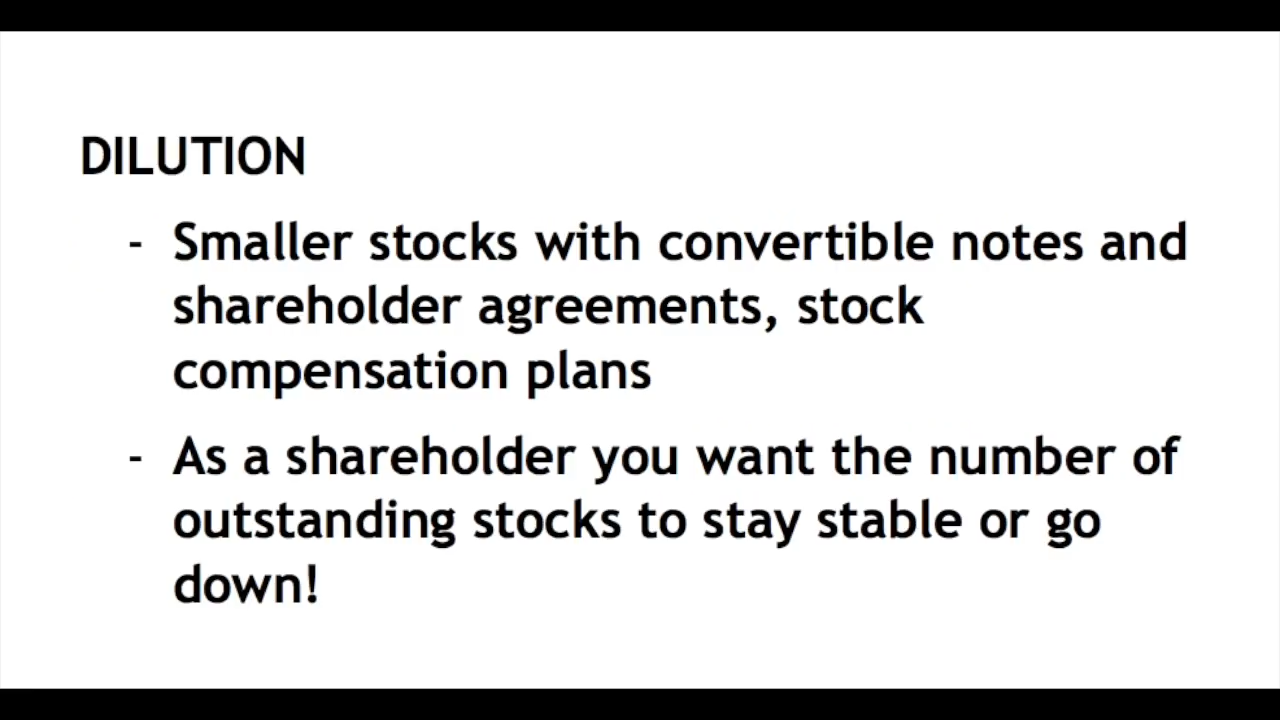 DILUTION
- Smaller stocks with convertible notes and
shareholder agreements, stock
compensation plans
- As a shareholder you want the number of
outstanding stocks to stay stable or go
down!